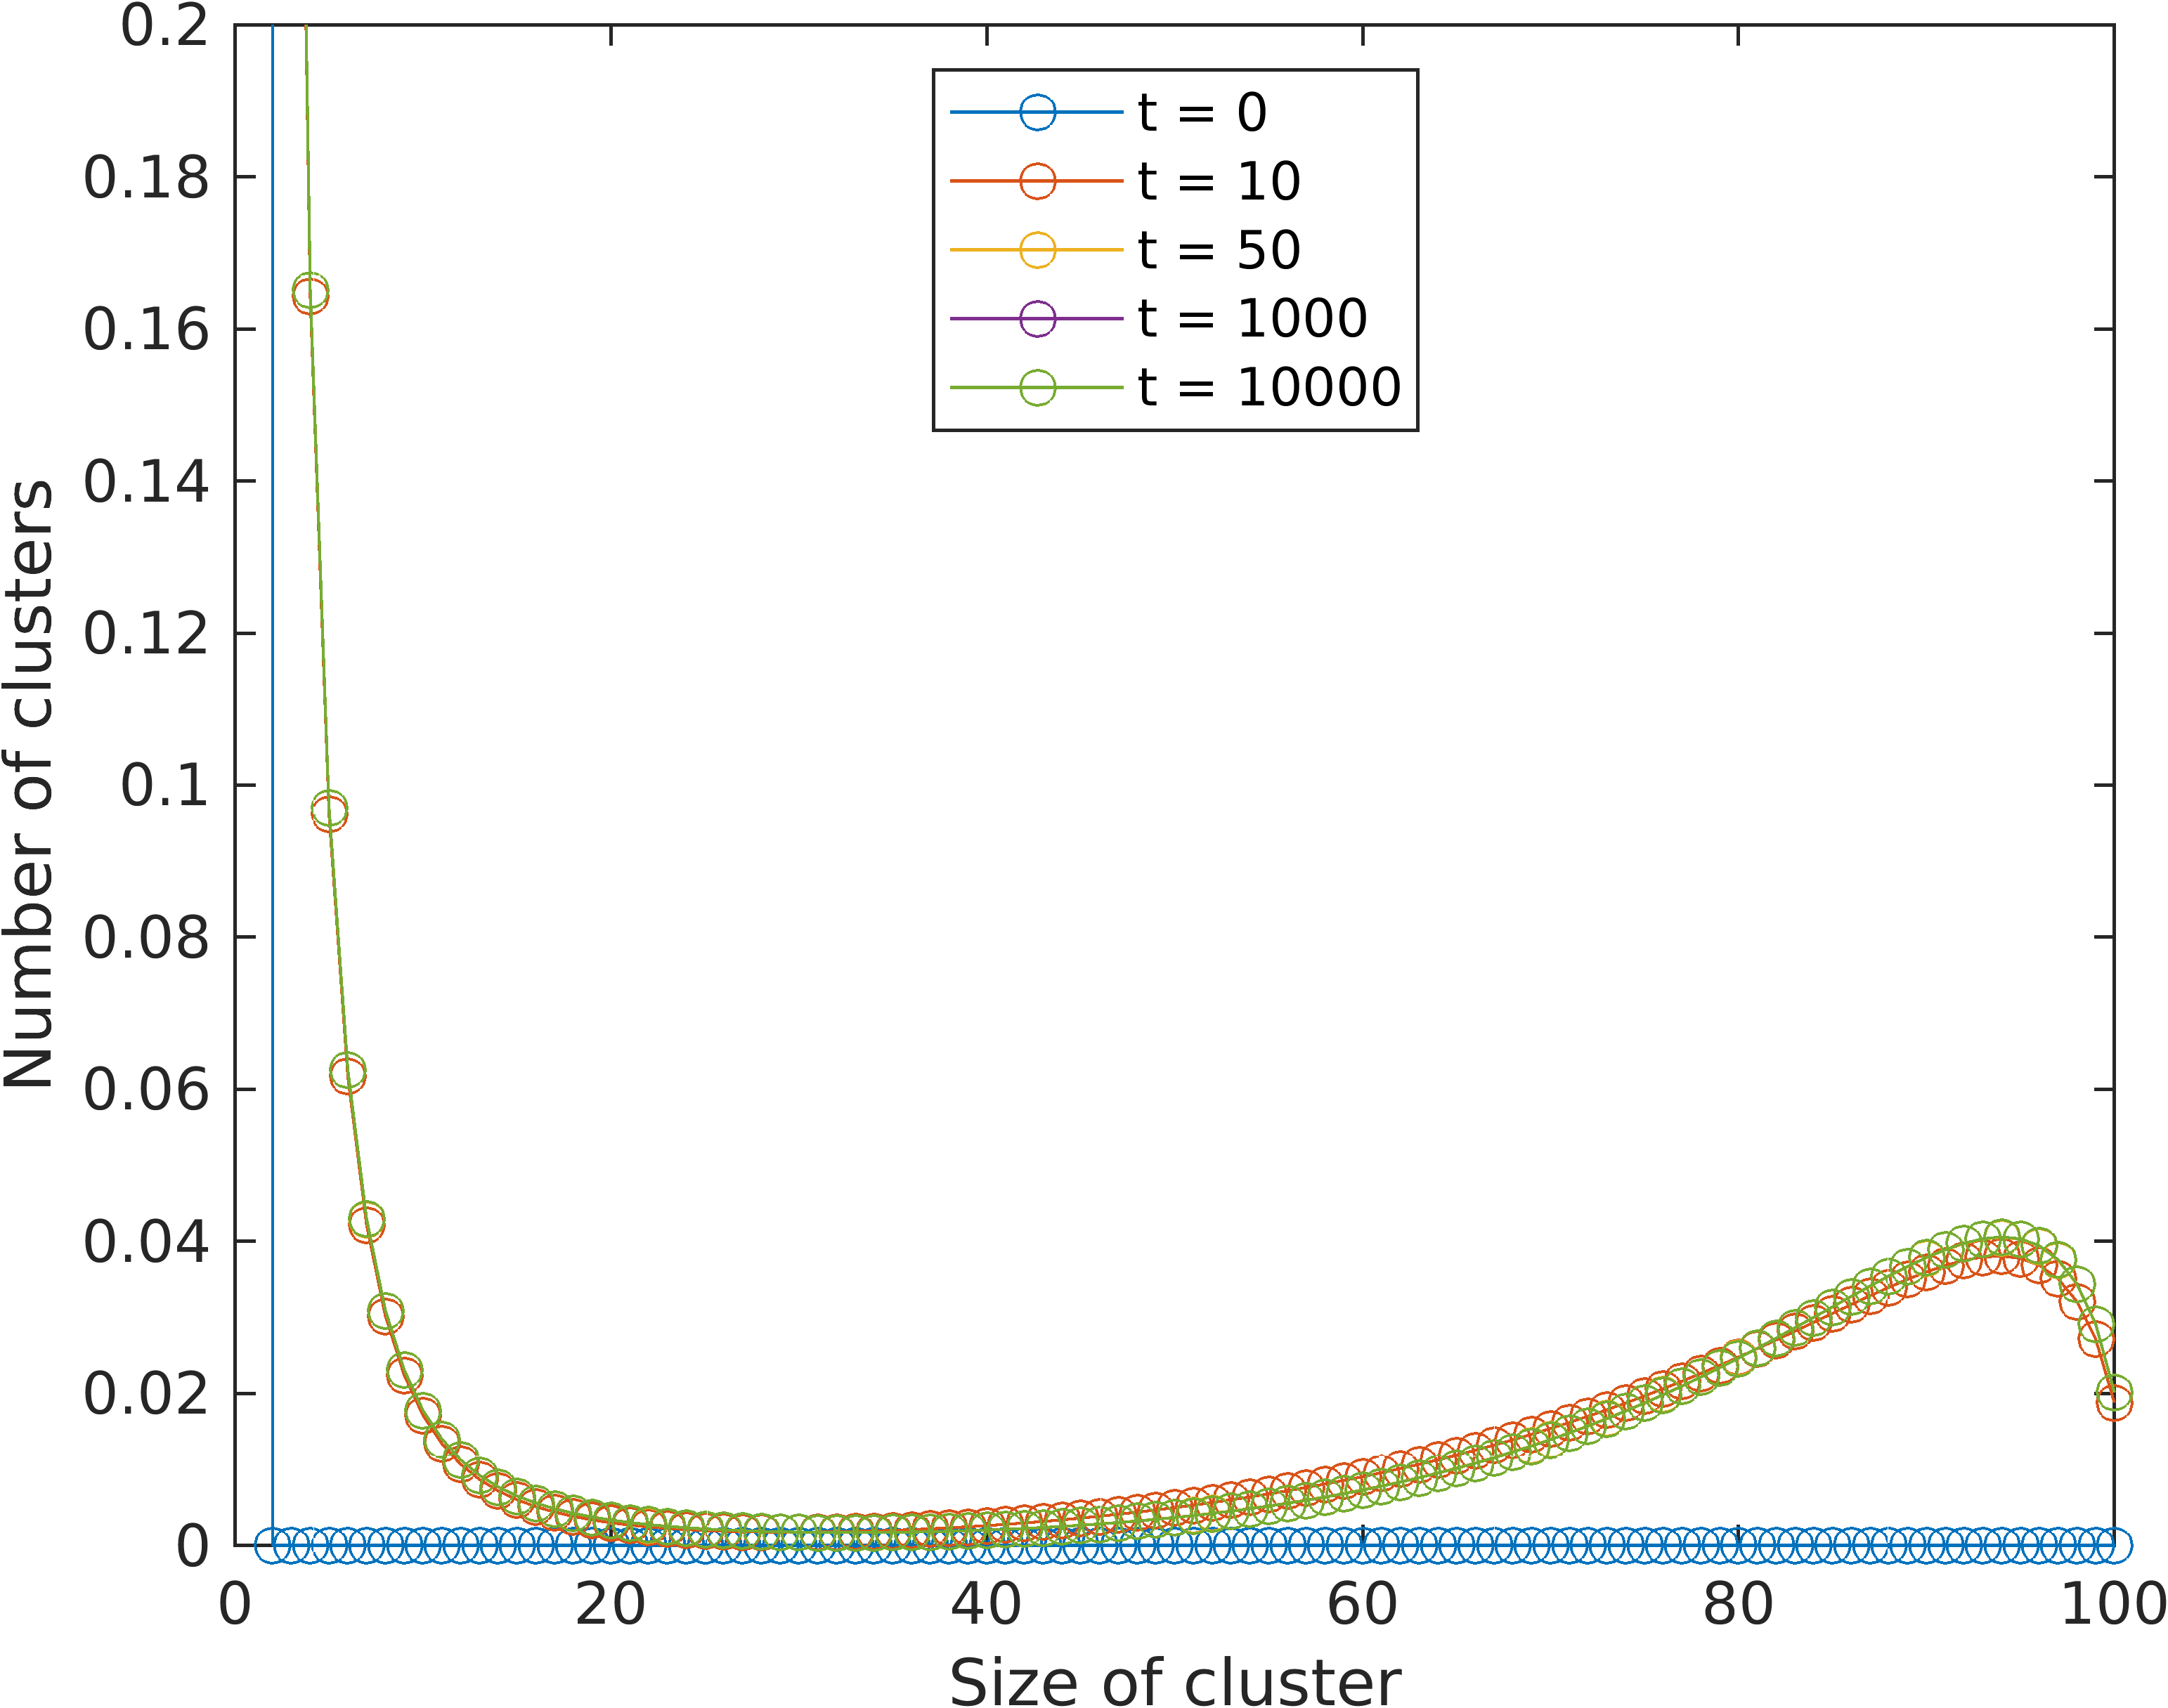 0.2
0.18
0.16
0.14
0.12
0.1
0.08
0.06
0.04
0.02
0
Number of clusters
t = 0
t = 10
t = 50
t = 1000
t = 10000
0 20 40 60 80 100
Size of cluster